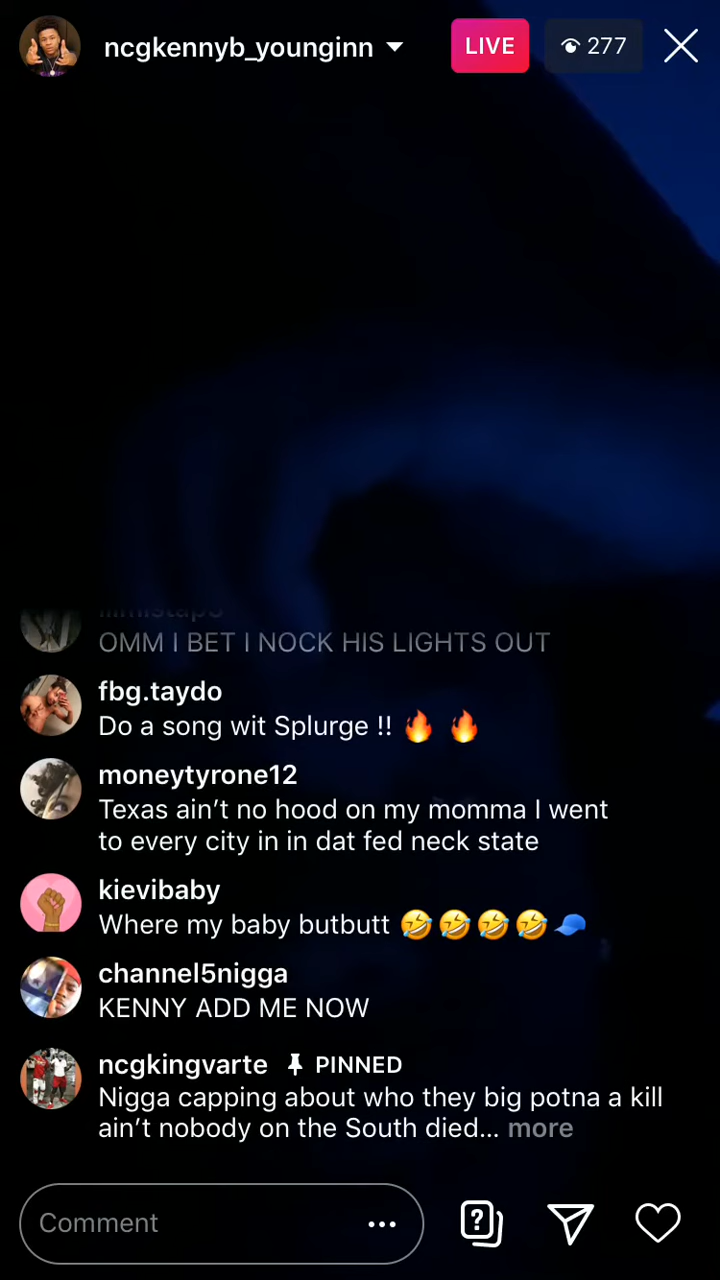 ncgkennyb_younginn
LIVE
277
OMM I BET I NOCK HIS LIGHTS OUT
fbg.taydo
Do a song wit Splurge !! 🔥 🔥
moneytyrone12
Texas ain’t no hood on my momma I went
to every city in in dat fed neck state
kievibaby
Where my baby butbutt 🤣🤣🤣🤣🧢
channel5nigga
KENNY ADD ME NOW
ncgkingvarte PINNED
Nigga capping about who they big potna a kill
ain’t nobody on the South died... more
Comment